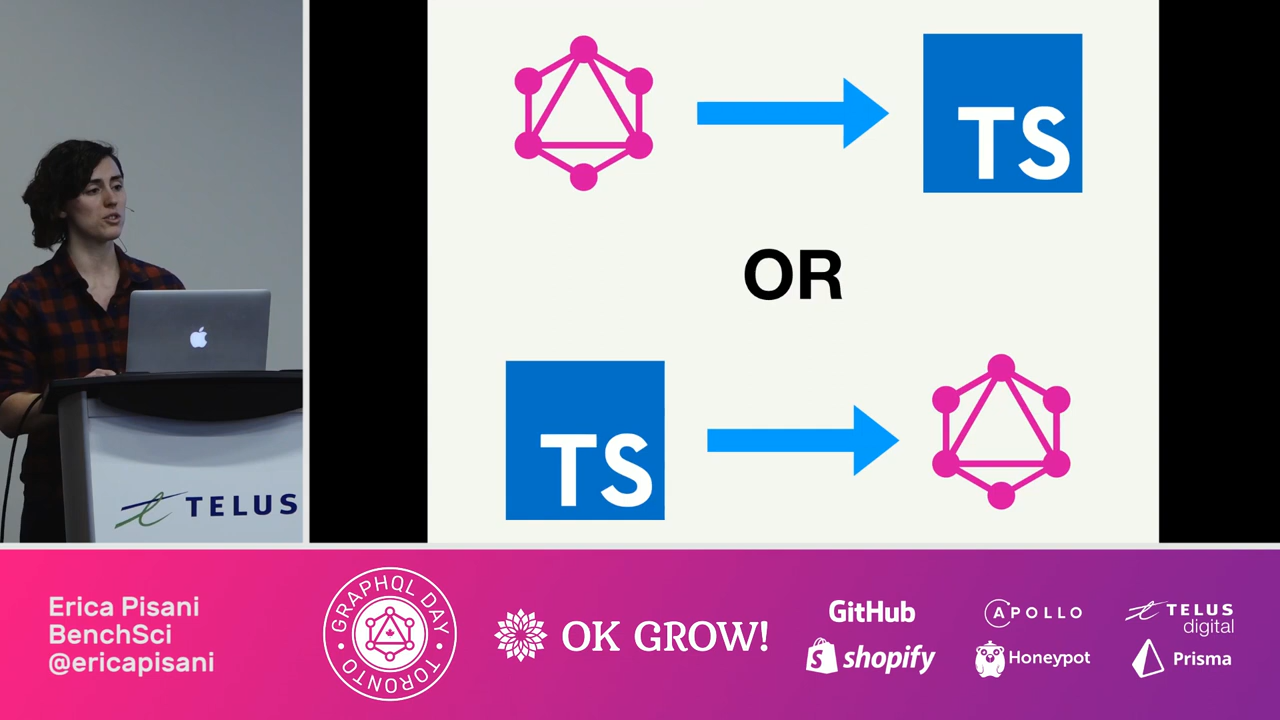 TS
OR
TS
TELUS
Erica Pisani
BenchSci
@ericapisani
GRAPHQL DAY
TORONTO
OK GROW!
GitHub
APOLLO
TELUS
digital
shopify
Honeypot
Prisma